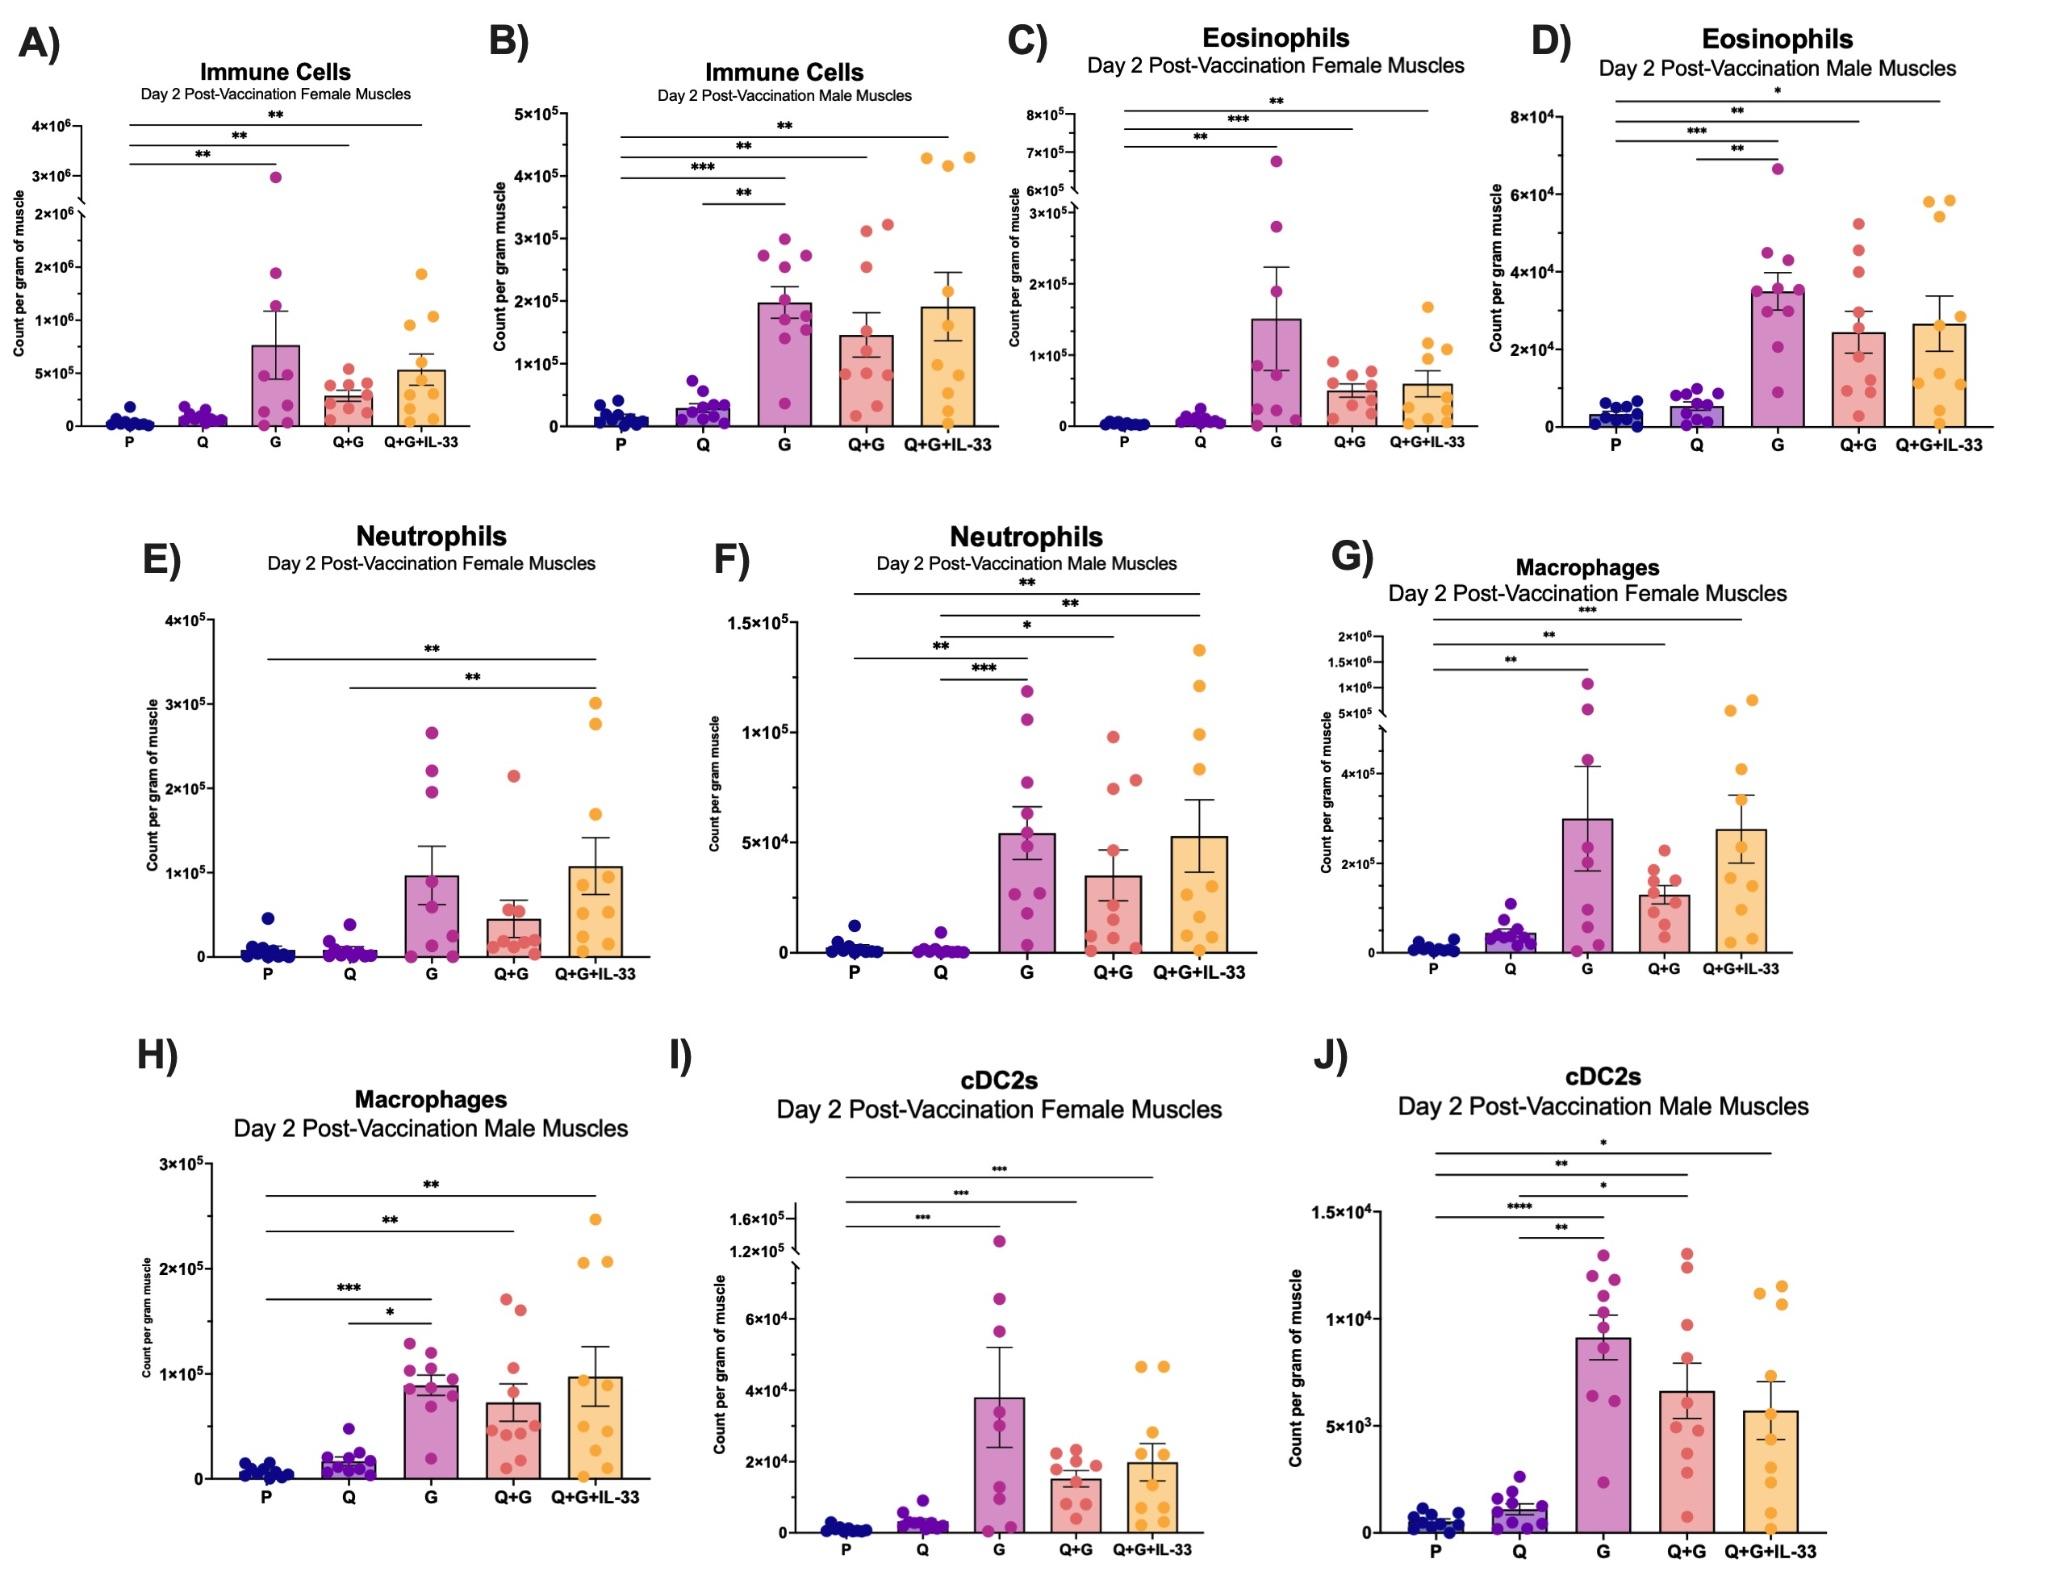 A)
Immune Cells
Day 2 Post-Vaccination Female Muscles
**
**
**
Count per gram of muscle
4×10⁶
3×10⁶
2×10⁶
2×10⁶
1×10⁶
5×10⁵
0
P Q G Q+G Q+G+IL-33
B)
Immune Cells
Day 2 Post-Vaccination Male Muscles
**
**
***
**
Count per gram muscle
5×10⁵
4×10⁵
3×10⁵
2×10⁵
1×10⁵
0
P Q G Q+G Q+G+IL-33
C)
Eosinophils
Day 2 Post-Vaccination Female Muscles
**
***
**
Count per gram of muscle
8×10⁵
7×10⁵
6×10⁵
3×10⁵
2×10⁵
1×10⁵
0
P Q G Q+G Q+G+IL-33
D)
Eosinophils
Day 2 Post-Vaccination Male Muscles
*
**
***
**
Count per gram muscle
8×10⁴
6×10⁴
4×10⁴
2×10⁴
0
P Q G Q+G Q+G+IL-33
E)
Neutrophils
Day 2 Post-Vaccination Female Muscles
**
**
Count per gram of muscle
4×10⁵
3×10⁵
2×10⁵
1×10⁵
0
P Q G Q+G Q+G+IL-33
F)
Neutrophils
Day 2 Post-Vaccination Male Muscles
**
**
*
**
***
Count per gram muscle
1.5×10⁵
1×10⁵
5×10⁴
0
P Q G Q+G Q+G+IL-33
G)
Macrophages
Day 2 Post-Vaccination Female Muscles
***
**
**
Count per gram of muscle
2×10⁶
1.5×10⁶
1×10⁶
5×10⁵
4×10⁵
2×10⁵
0
P Q G Q+G Q+G+IL-33
H)
Macrophages
Day 2 Post-Vaccination Male Muscles
**
**
***
*
Count per gram muscle
3×10⁵
2×10⁵
1×10⁵
0
P Q G Q+G Q+G+IL-33
I)
cDC2s
Day 2 Post-Vaccination Female Muscles
***
***
***
Count per gram of muscle
1.6×10⁵
1.2×10⁵
6×10⁴
4×10⁴
2×10⁴
0
P Q G Q+G Q+G+IL-33
J)
cDC2s
Day 2 Post-Vaccination Male Muscles
*
**
*
****
**
Count per gram of muscle
1.5×10⁴
1×10⁴
5×10³
0
P Q G Q+G Q+G+IL-33